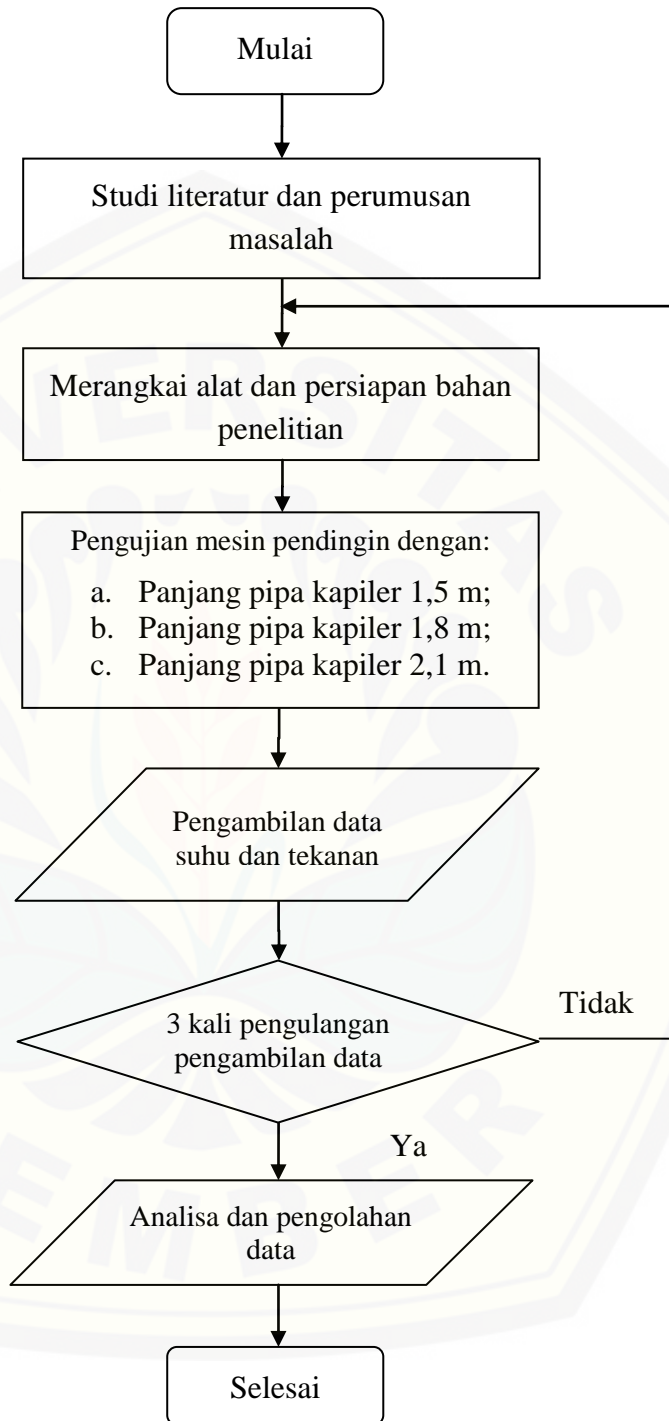 Mulai
Studi literatur dan perumusan
masalah
Merangkai alat dan persiapan bahan
penelitian
Pengujian mesin pendingin dengan:
a. Panjang pipa kapiler 1,5 m;
b. Panjang pipa kapiler 1,8 m;
c. Panjang pipa kapiler 2,1 m.
Pengambilan data
suhu dan tekanan
3 kali pengulangan
pengambilan data
Tidak
Ya
Analisa dan pengolahan
data
Selesai
VERSITAS
EMBER